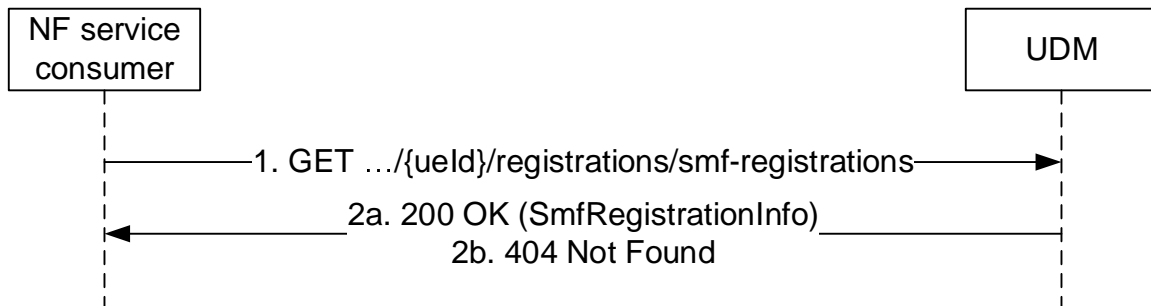 NF service
consumer
UDM
1. GET …/{ueId}/registrations/smf-registrations
2a. 200 OK (SmfRegistrationInfo)
2b. 404 Not Found